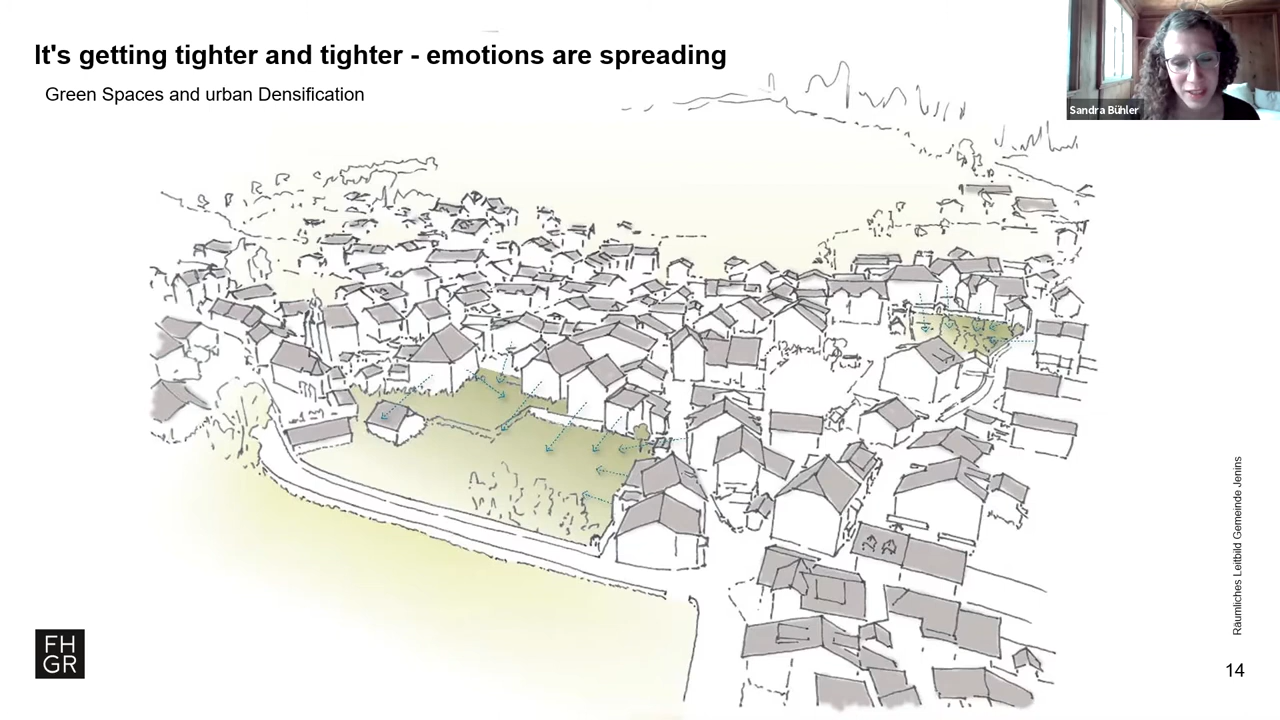 It's getting tighter and tighter - emotions are spreading
Green Spaces and urban Densification
Sandra Bühler
Räumliches Leitbild Gemeinde Jenins
FH
GR
14